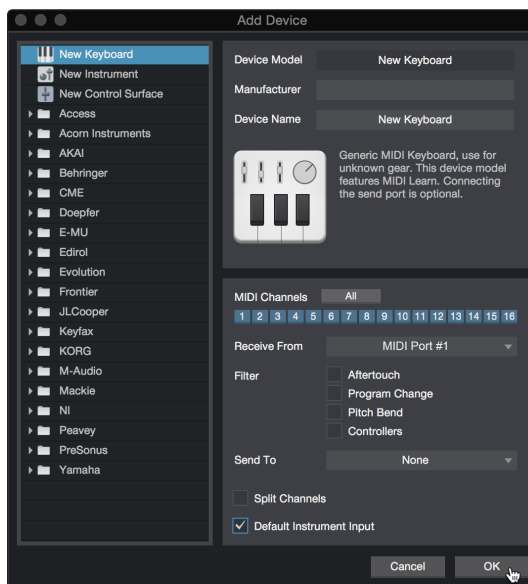 Add Device
New Keyboard
New Instrument
New Control Surface
Access
Acorn Instruments
AKAI
Behringer
CME
Doepfer
E-MU
Edirol
Evolution
Frontier
JLCooper
Keyfax
KORG
M-Audio
Mackie
NI
Peavey
PreSonus
Yamaha
Device Model New Keyboard
Manufacturer
Device Name New Keyboard
Generic MIDI Keyboard, use for
unknown gear. This device model
features MIDI Learn. Connecting
the send port is optional.
MIDI Channels All
1 2 3 4 5 6 7 8 9 10 11 12 13 14 15 16
Receive From MIDI Port #1
Filter Aftertouch
Program Change
Pitch Bend
Controllers
Send To None
Split Channels
Default Instrument Input
Cancel OK